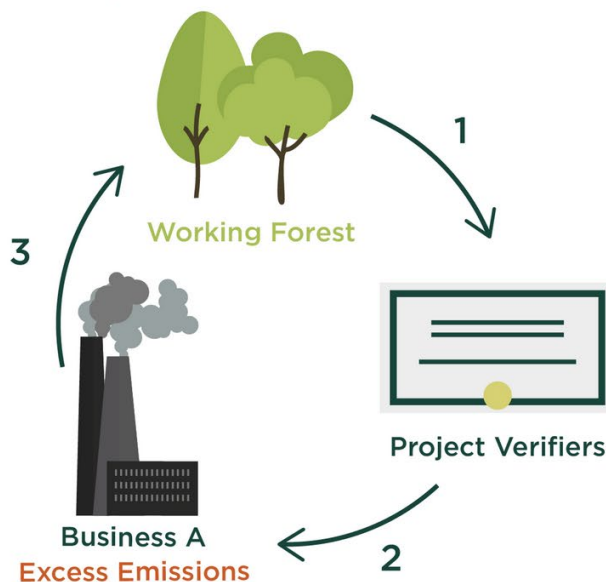 1
Working Forest
3
Project Verifiers
Business A
2
Excess Emissions